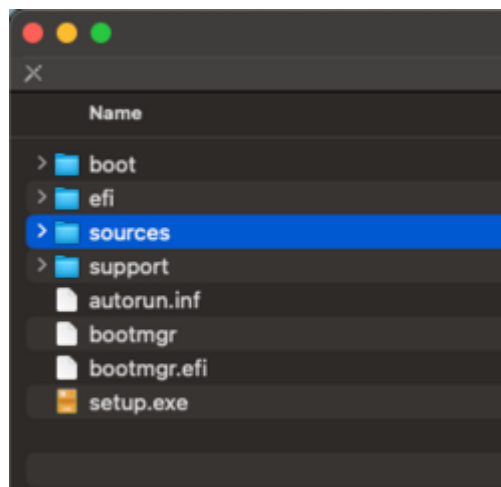 Name
boot
efi
sources
support
autorun.inf
bootmgr
bootmgr.efi
setup.exe